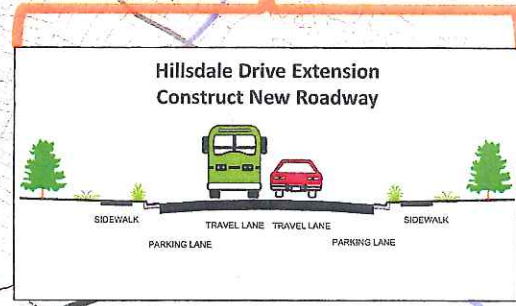 Hillsdale Drive Extension
Construct New Roadway
SIDEWALK
TRAVEL LANE TRAVEL LANE
SIDEWALK
PARKING LANE
PARKING LANE